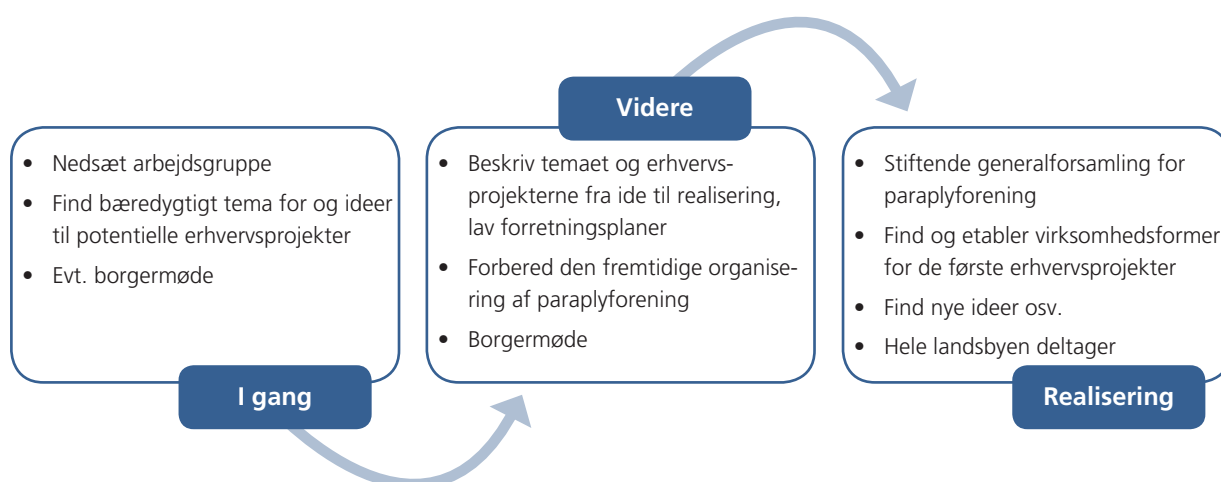 • Nedsæt arbejdsgruppe
• Find bæredygtigt tema for og ideer
til potentielle erhvervsprojekter
• Evt. borgermøde
I gang
Videre
• Beskriv temaet og erhvervs-
projekterne fra ide til realisering,
lav forretningsplaner
• Forbered den fremtidige organise-
ring af paraplyforening
• Borgermøde
• Stiftende generalforsamling for
paraplyforening
• Find og etabler virksomhedsformer
for de første erhvervsprojekter
• Find nye ideer osv.
• Hele landsbyen deltager
Realisering